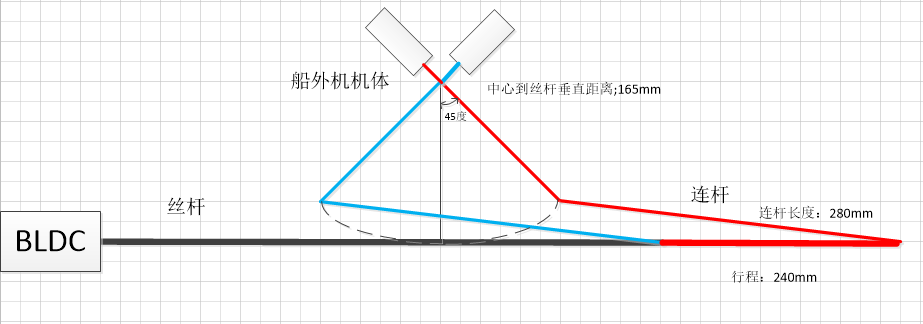 船外机机体
中心到丝杆垂直距离;165mm
45度
丝杆
连杆
连杆长度：280mm
BLDC
行程：240mm